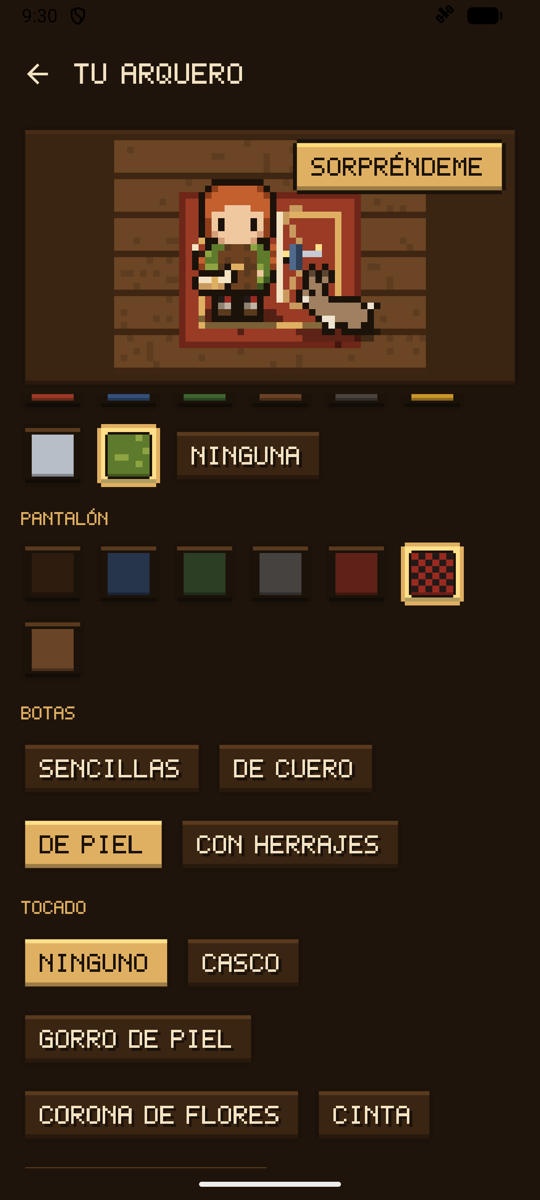 9:30
TU ARQUERO
SORPRÉNDEME
NINGUNA
PANTALÓN
BOTAS
SENCILLAS DE CUERO
DE PIEL CON HERRAJES
TOCADO
NINGUNO CASCO
GORRO DE PIEL
CORONA DE FLORES CINTA